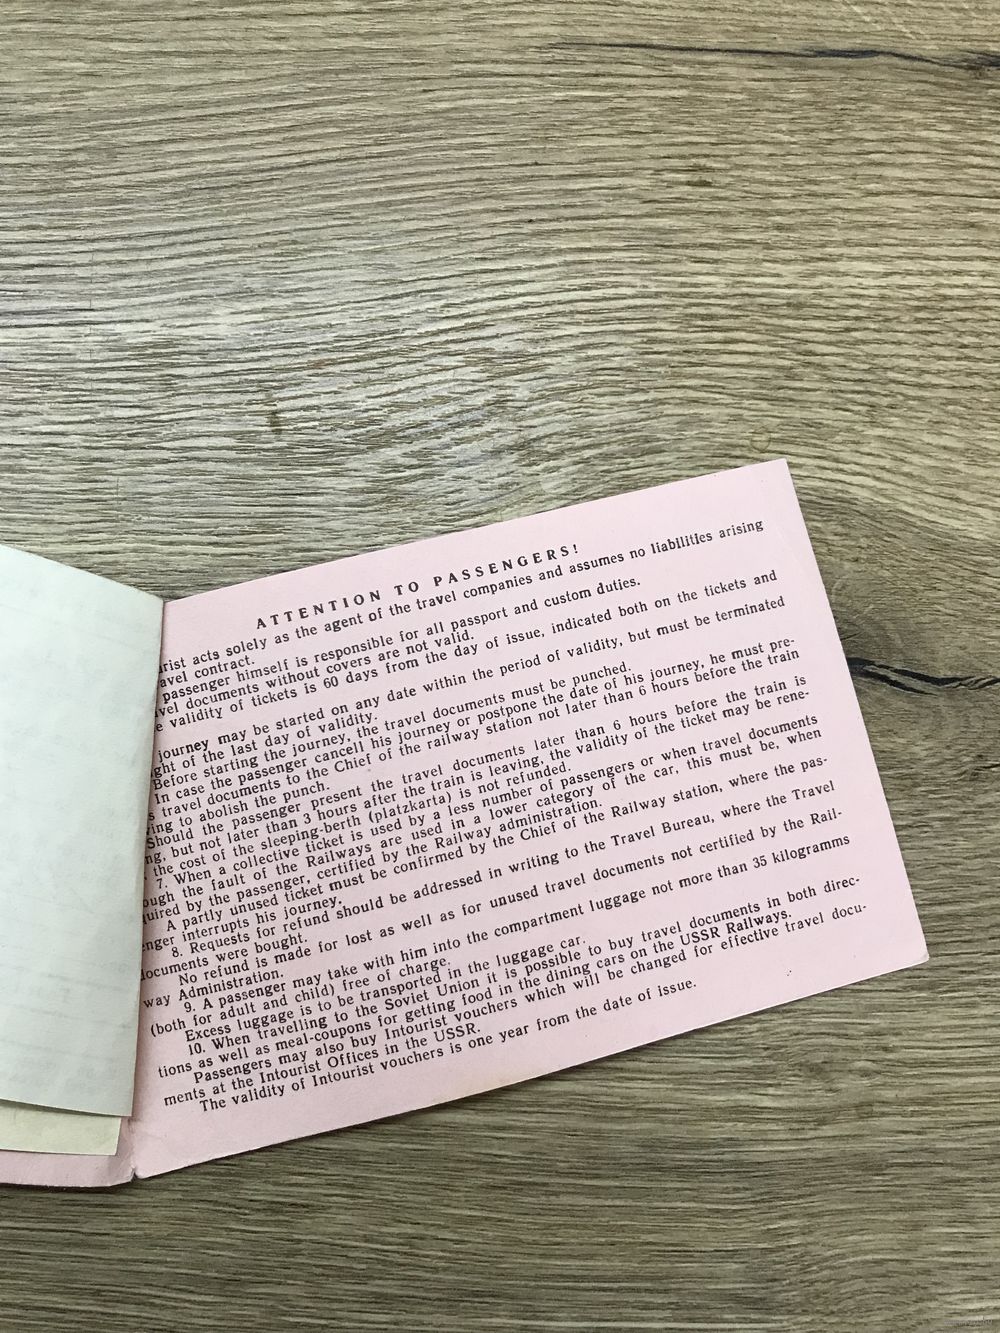 ATTENTION TO PASSENGERS!
rist acts solely as the agent of the travel companies and assumes no liabilities arising
avel contract.
passenger himself is responsible for all passport and custom duties.
vel documents without covers are not valid.
e validity of tickets is 60 days from the day of issue, indicated both on the tickets and
journey may be started on any date within the period of validity, but must be terminated
ght of the last day of validity.
Before starting the journey, the travel documents must be punched.
In case the passenger cancell his journey or postpone the date of his journey, he must pre-
s travel documents to the Chief of the railway station not later than 6 hours before the train
ving to abolish the punch.
Should the passenger present the travel documents later than 6 hours before the train is
ng, but not later than 3 hours after the train is leaving, the validity of the ticket may be rene-
the cost of the sleeping-berth (platzkarta) is not refunded.
7. When a collective ticket is used by a less number of passengers or when travel documents
ough the fault of the Railways are used in a lower category of the car, this must be, when
uired by the passenger, certified by the Railway administration.
A partly unused ticket must be confirmed by the Chief of the Railway station, where the pas-
enger interrupts his journey.
8. Requests for refund should be addressed in writing to the Travel Bureau, where the Travel
documents were bought.
No refund is made for lost as well as for unused travel documents not certified by the Rail-
way Administration.
9. A passenger may take with him into the compartment luggage not more than 35 kilogramms
(both for adult and child) free of charge.
Excess luggage is to be transported in the luggage car.
10. When travelling to the Soviet Union it is possible to buy travel documents in both direc-
tions as well as meal-coupons for getting food in the dining cars on the USSR Railways.
Passengers may also buy Intourist vouchers which will be changed for effective travel docu-
ments at the Intourist Offices in the USSR.
The validity of Intourist vouchers is one year from the date of issue.